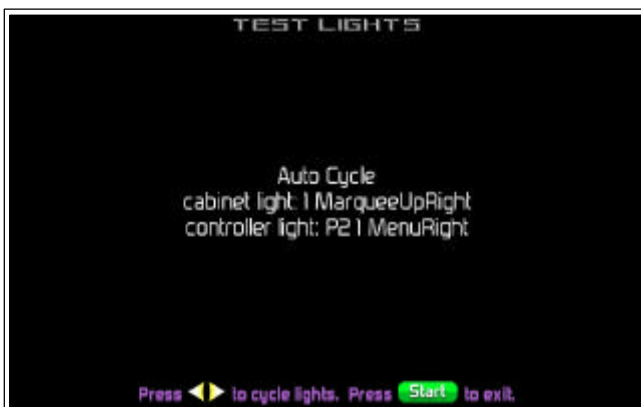 TEST LIGHTS
Auto Cycle
cabinet light: 1 MarqueeUpRight
controller light: P2 1 MenuRight
Press ◀▶ to cycle lights. Press Start to exit.